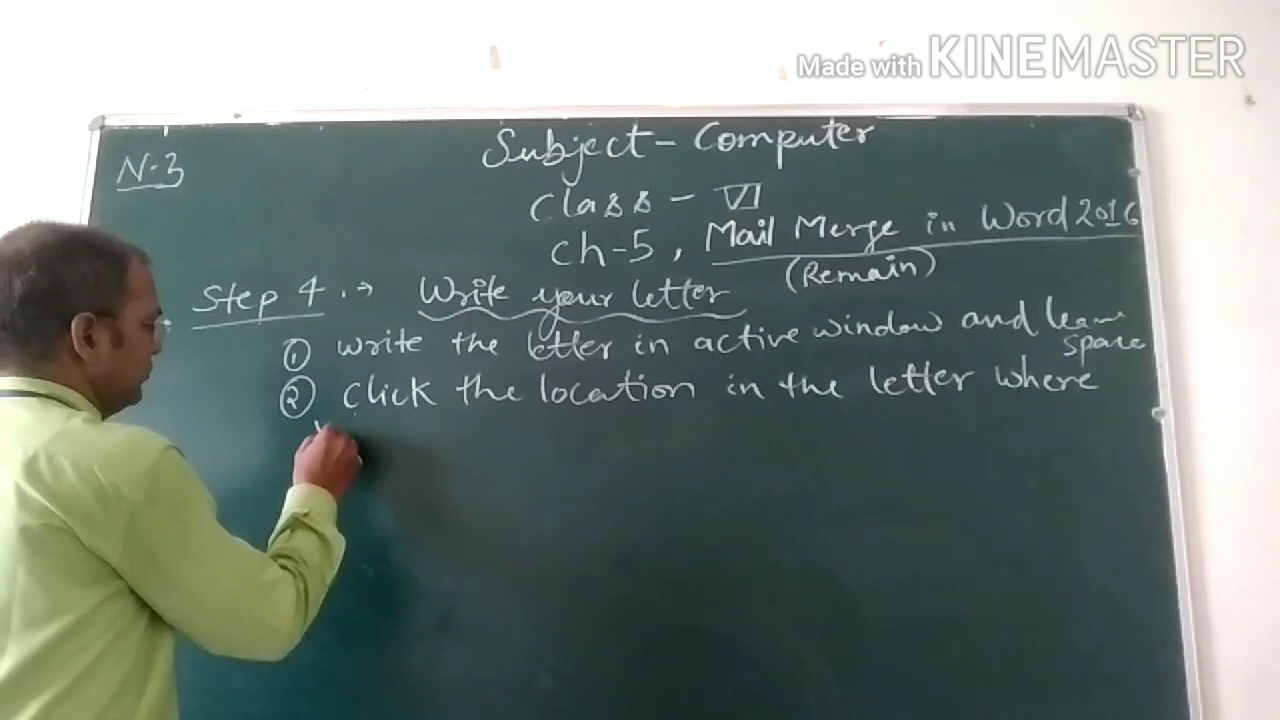 Made with KINEMASTER
N-3
Subject - Computer
Class - VI
Ch-5, Mail Merge in Word 2016
(Remain)
Step 4 .→ Write your letter
① Write the letter in active window and leave
space
② Click the location in the letter where